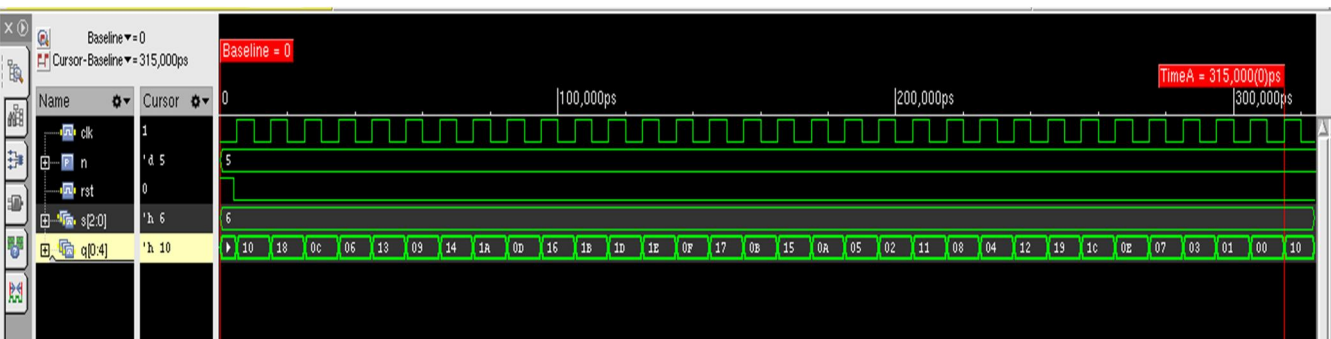 Baseline▼= 0
Cursor-Baseline▼= 315,000ps
Baseline = 0
TimeA = 315,000(0)ps
Name Cursor 0 100,000ps 200,000ps 300,000ps
clk 1
n 'd 5 5
rst 0
s[2:0] 'h 6 6
q[0:4] 'h 10 10 18 0C 06 13 09 14 1A 0D 16 1B 1D 1E 0F 17 0B 15 0A 05 02 11 08 04 12 19 1C 0E 07 03 01 00 10